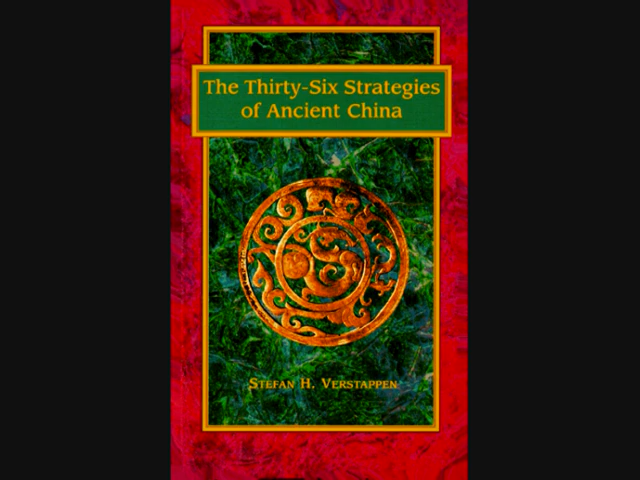 The Thirty-Six Strategies
of Ancient China
Stefan H. Verstappen